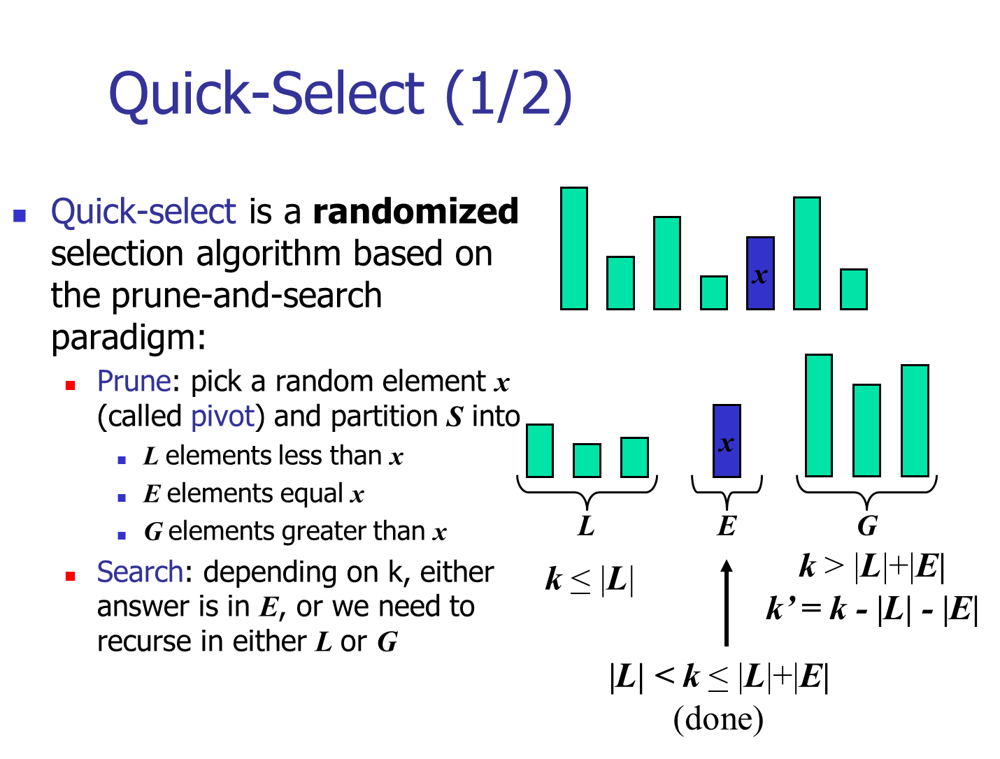 Quick-Select (1/2)
Quick-select is a randomized
selection algorithm based on
the prune-and-search
paradigm:
Prune: pick a random element x
(called pivot) and partition S into
L elements less than x
E elements equal x
G elements greater than x
Search: depending on k, either
answer is in E, or we need to
recurse in either L or G
x
x
L
E
G
k ≤ |L|
k > |L|+|E|
k’ = k - |L| - |E|
|L| < k ≤ |L|+|E|
(done)